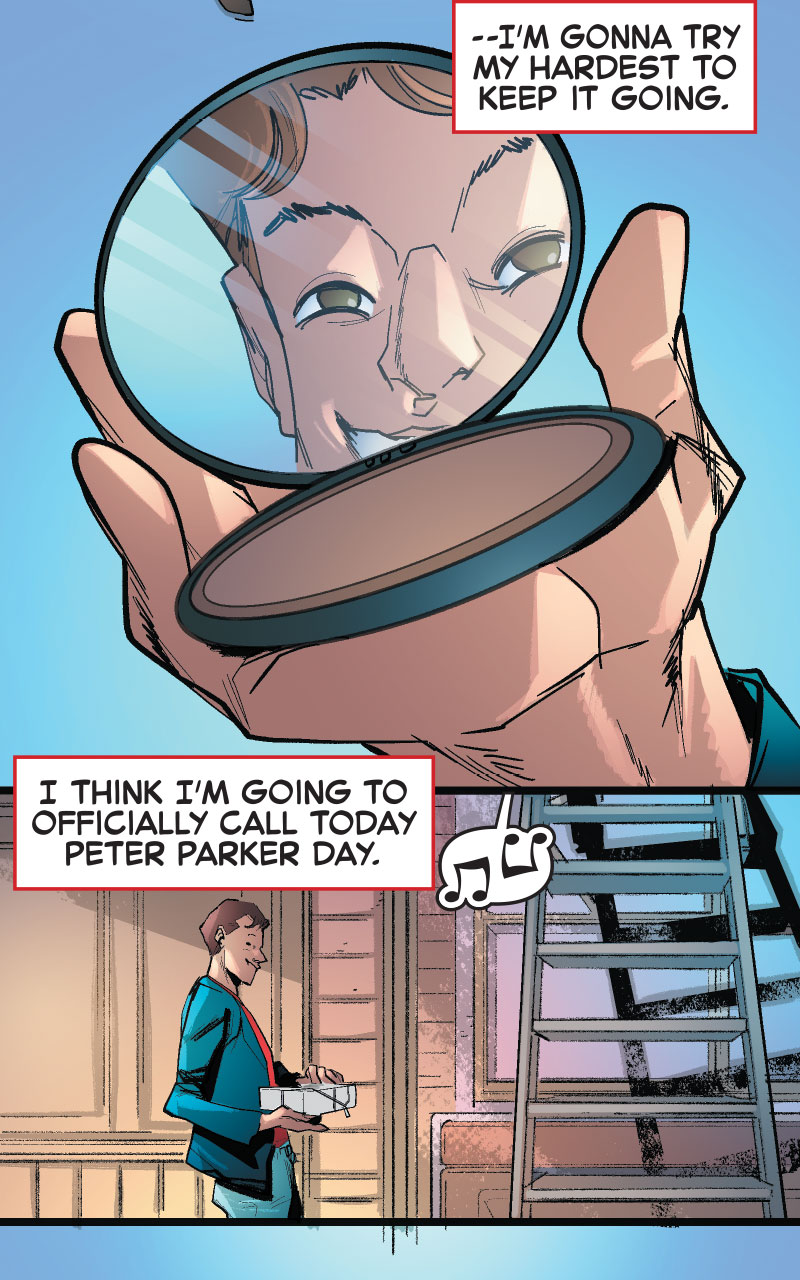 --I'M GONNA TRY
MY HARDEST TO
KEEP IT GOING.
I THINK I'M GOING TO
OFFICIALLY CALL TODAY
PETER PARKER DAY.